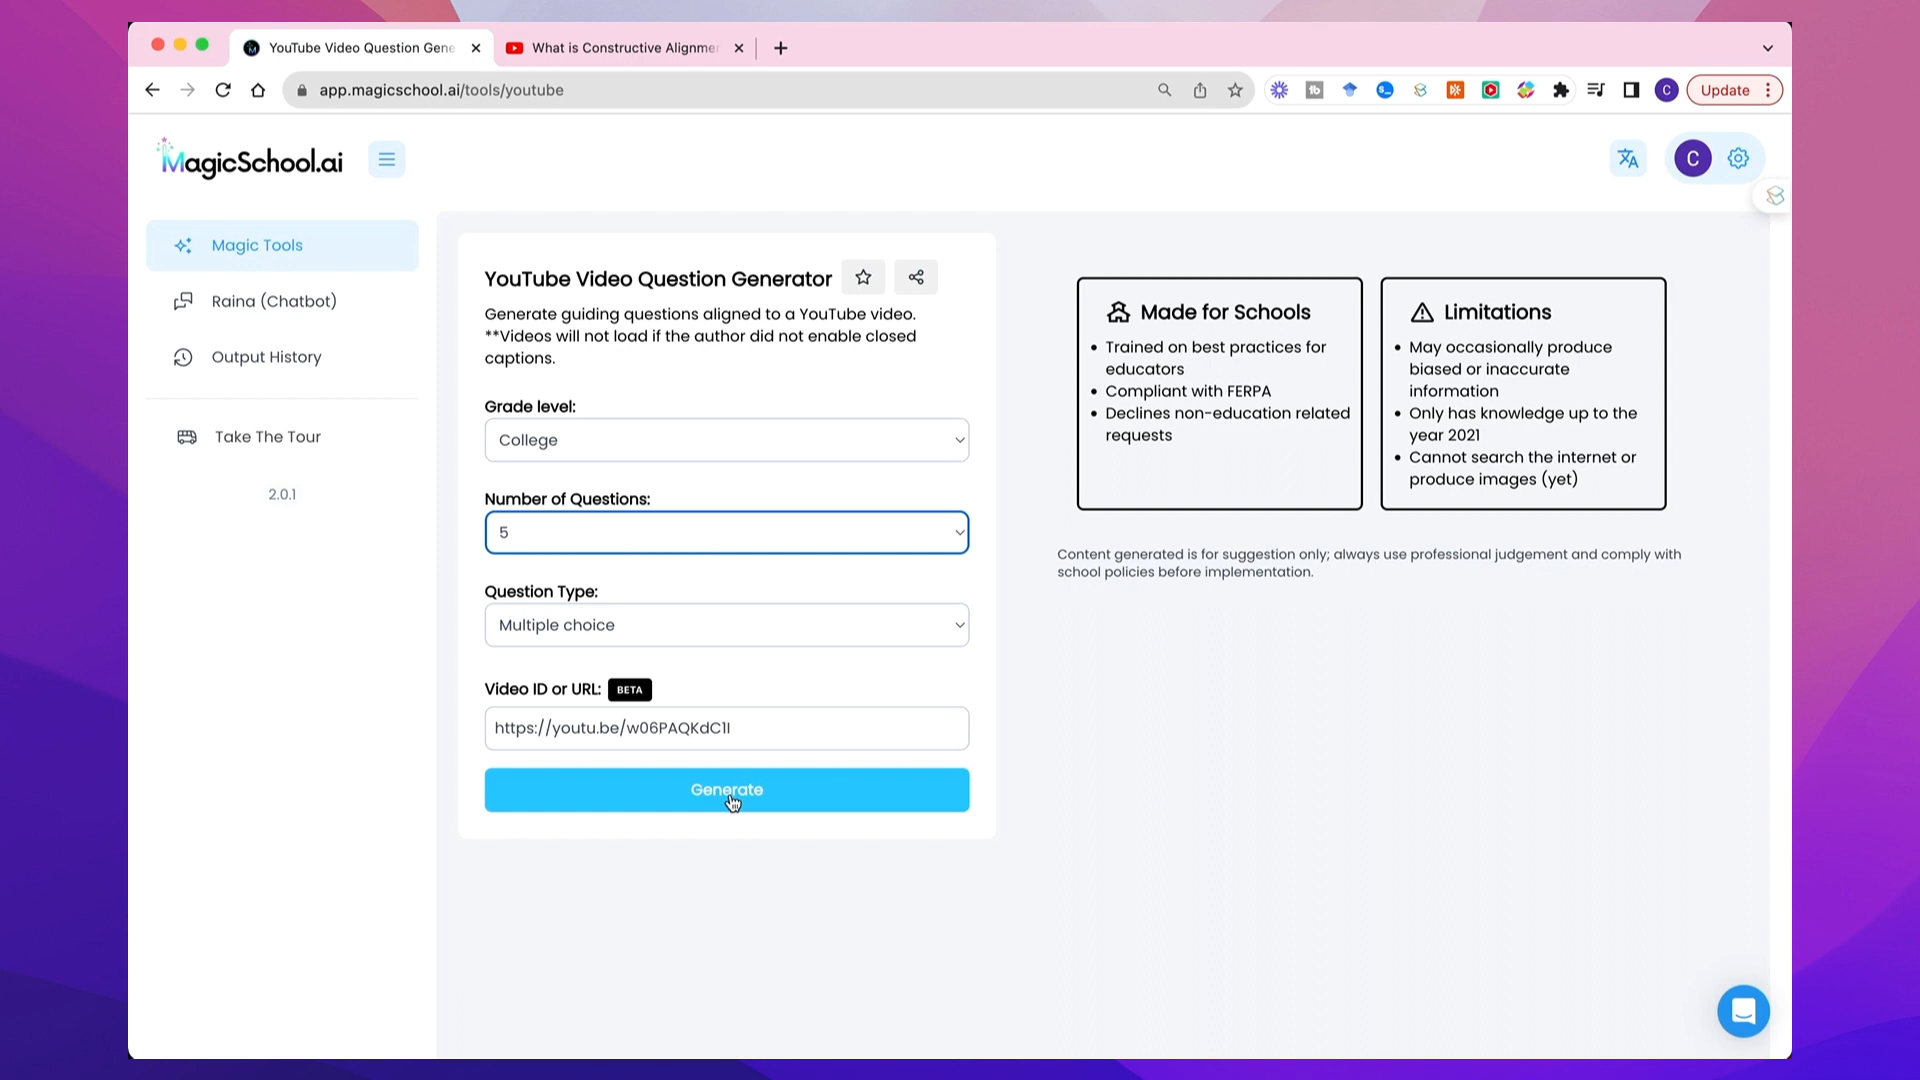 YouTube Video Question Gene
What is Constructive Alignmen
app.magicschool.ai/tools/youtube
C
Update
MagicSchool.ai
C
Magic Tools
Raina (Chatbot)
Output History
Take The Tour
2.0.1
YouTube Video Question Generator
Generate guiding questions aligned to a YouTube video.
**Videos will not load if the author did not enable closed
captions.
Grade level:
College
Number of Questions:
5
Question Type:
Multiple choice
Video ID or URL: BETA
https://youtu.be/w06PAQKdC1I
Generate
Made for Schools
• Trained on best practices for
educators
• Compliant with FERPA
• Declines non-education related
requests
Limitations
• May occasionally produce
biased or inaccurate
information
• Only has knowledge up to the
year 2021
• Cannot search the internet or
produce images (yet)
Content generated is for suggestion only; always use professional judgement and comply with
school policies before implementation.